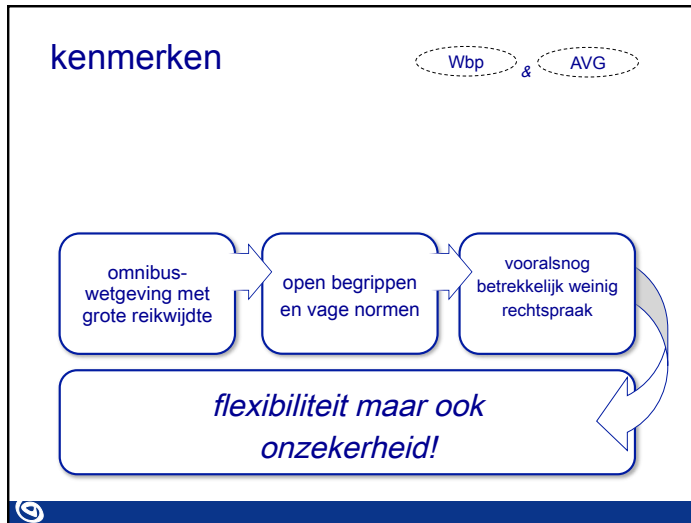 kenmerken
Wbp & AVG
omnibus-
wetgeving met
grote reikwijdte
open begrippen
en vage normen
vooralsnog
betrekkelijk weinig
rechtspraak
flexibiliteit maar ook
onzekerheid!